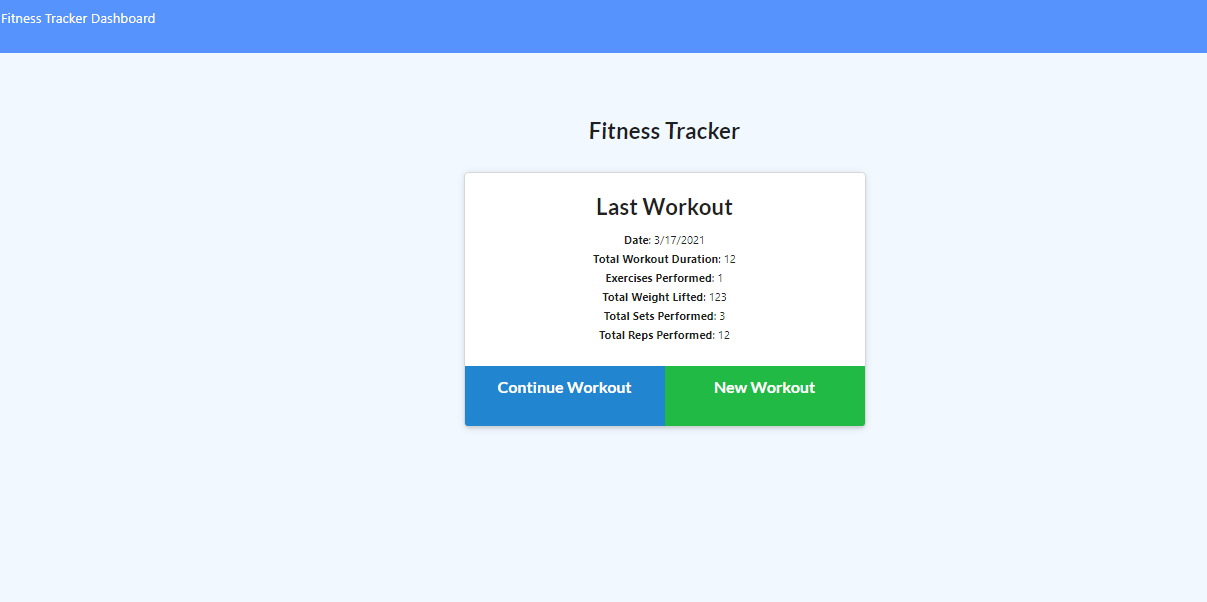 Fitness Tracker Dashboard
Fitness Tracker
Last Workout
Date: 3/17/2021
Total Workout Duration: 12
Exercises Performed: 1
Total Weight Lifted: 123
Total Sets Performed: 3
Total Reps Performed: 12
Continue Workout New Workout